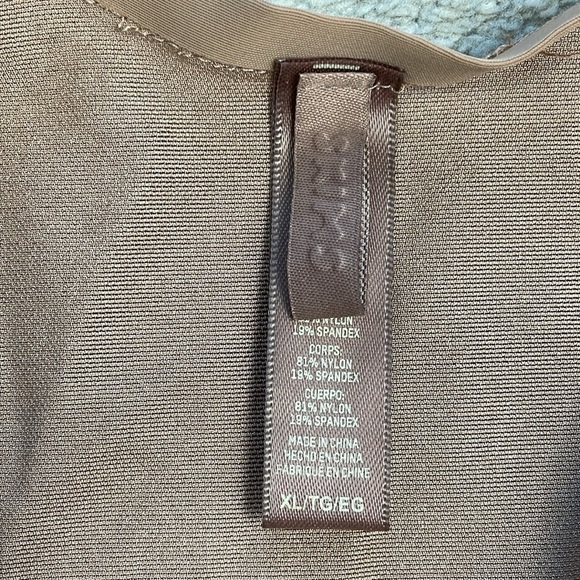 SKIMS
NYLON
19% SPANDEX
CORPS:
81% NYLON
19% SPANDEX
CUERPO:
81% NYLON
19% SPANDEX
MADE IN CHINA
HECHO EN CHINA
FABRIQUÉ EN CHINE
XL/TG/EG